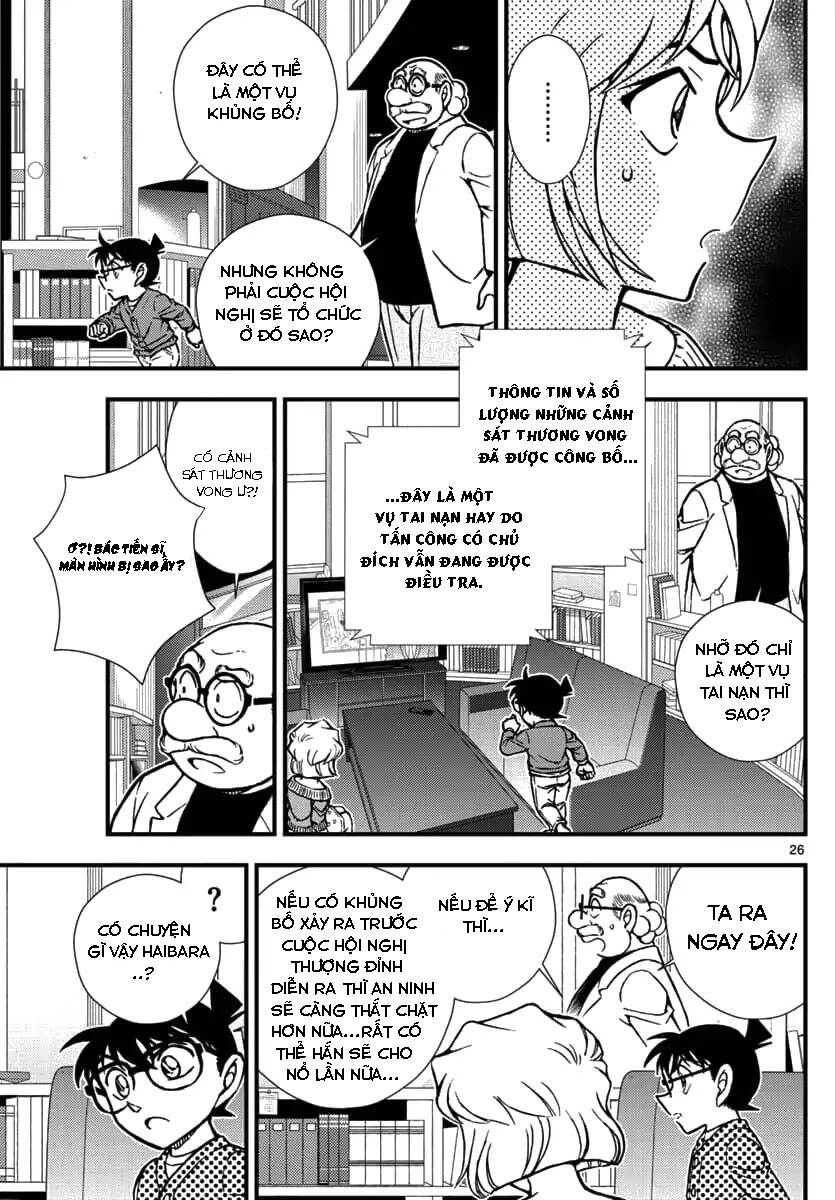 ĐÂY CÓ THỂ
LÀ MỘT VỤ
KHỦNG BỐ!
.......
NHƯNG KHÔNG
PHẢI CUỘC HỘI
NGHỊ SẼ TỔ CHỨC
Ở ĐÓ SAO?
CÓ CẢNH
SÁT THƯƠNG
VONG Ư?!
Ơ?! BÁC TIẾN SĨ,
MÀN HÌNH BỊ SAO ẤY?
THÔNG TIN VÀ SỐ
LƯỢNG NHỮNG CẢNH
SÁT THƯƠNG VONG
ĐÃ ĐƯỢC CÔNG BỐ...
...ĐÂY LÀ MỘT
VỤ TAI NẠN HAY DO
TẤN CÔNG CÓ CHỦ
ĐÍCH VẪN ĐANG ĐƯỢC
ĐIỀU TRA.
NHỠ ĐÓ CHỈ
LÀ MỘT VỤ
TAI NẠN THÌ
SAO?
26
?
CÓ CHUYỆN
GÌ VẬY HAIBARA
..?
NẾU CÓ KHỦNG
BỐ XẢY RA TRƯỚC
CUỘC HỘI NGHỊ
THƯỢNG ĐỈNH
DIỄN RA THÌ AN NINH
SẼ CÀNG THẮT CHẶT
HƠN NỮA...RẤT CÓ
THỂ HẮN SẼ CHO
NỔ LẦN NỮA...
NẾU ĐỂ Ý KĨ
THÌ...
TA RA
NGAY ĐÂY!